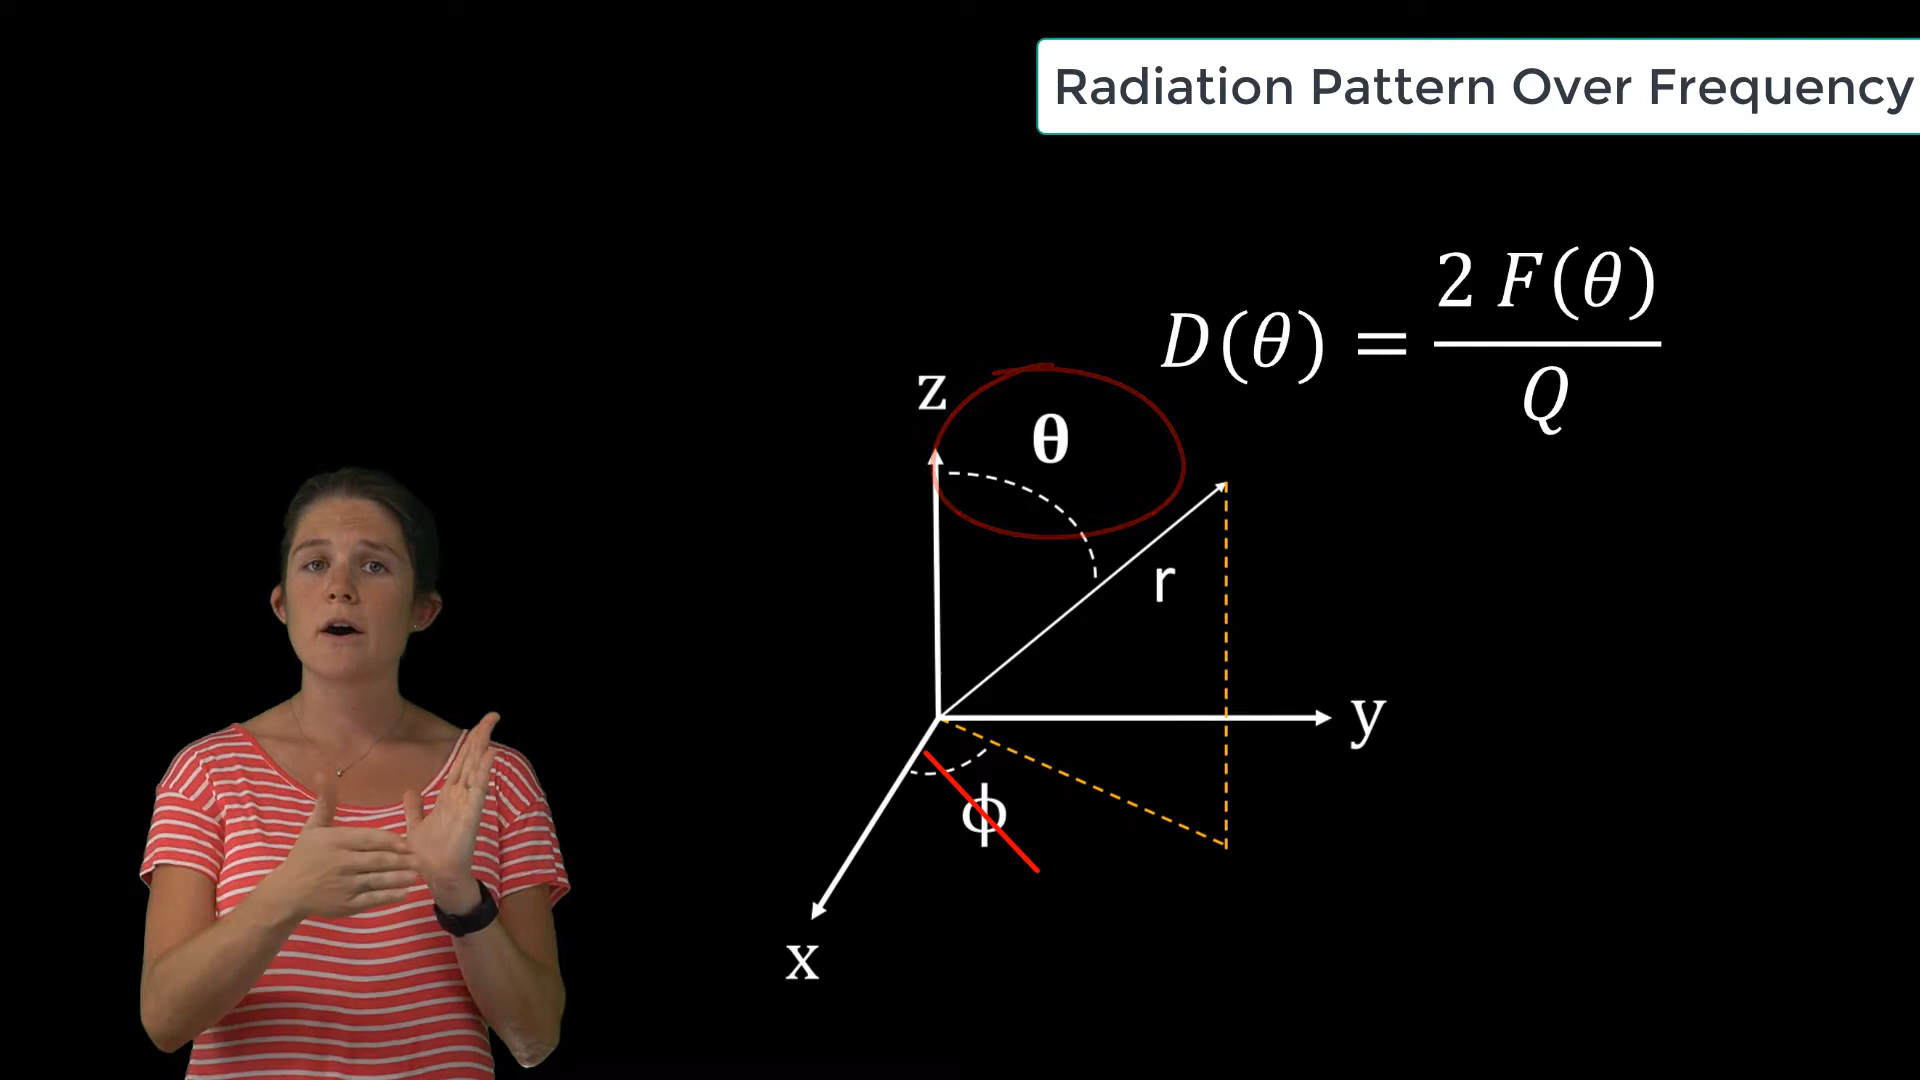 Radiation Pattern Over Frequency
D(θ) = 2 F(θ) / Q
z
θ
r
y
ϕ
x